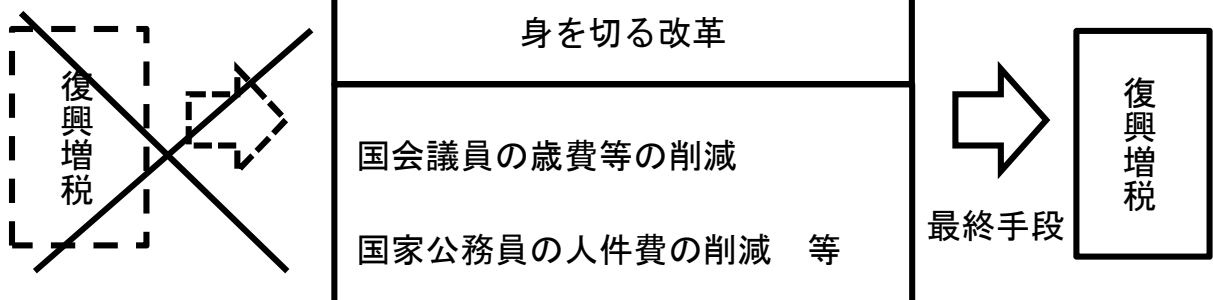 復興増税
身を切る改革
国会議員の歳費等の削減
国家公務員の人件費の削減　等
最終手段
復興増税